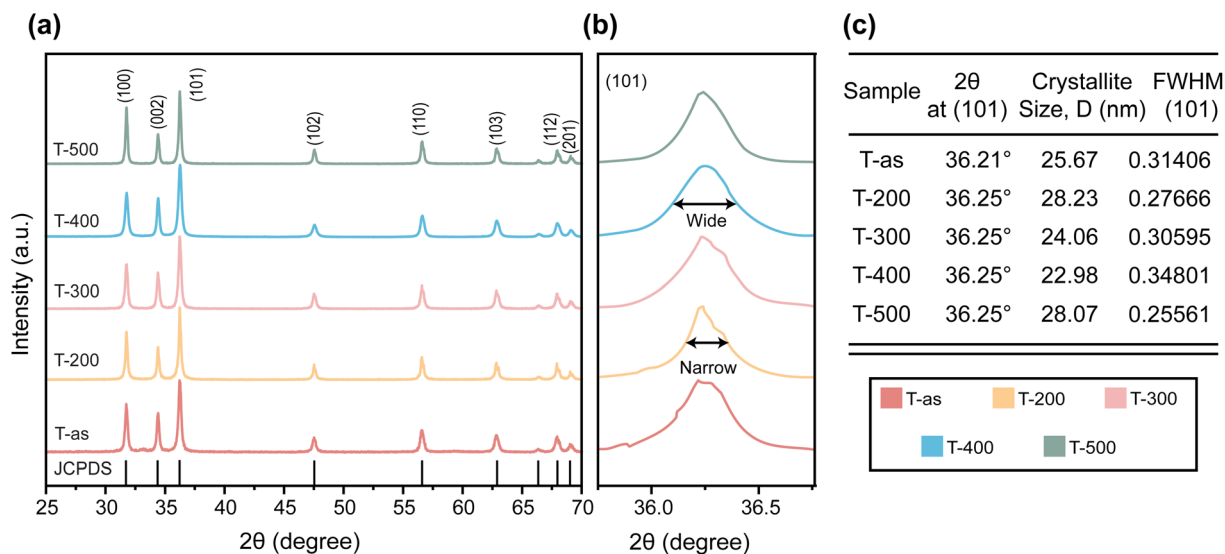 (a)
(100)
(002)
(101)
(102)
(110)
(103)
(112)
(201)
T-500
T-400
T-300
T-200
T-as
JCPDS
Intensity (a.u.)
25 30 35 40 45 50 55 60 65 70
2θ (degree)
(b)
(101)
Wide
Narrow
36.0 36.5
2θ (degree)
(c)
Sample 2θ at (101) Crystallite Size, D (nm) FWHM (101)
T-as 36.21° 25.67 0.31406
T-200 36.25° 28.23 0.27666
T-300 36.25° 24.06 0.30595
T-400 36.25° 22.98 0.34801
T-500 36.25° 28.07 0.25561
T-as T-200 T-300
T-400 T-500